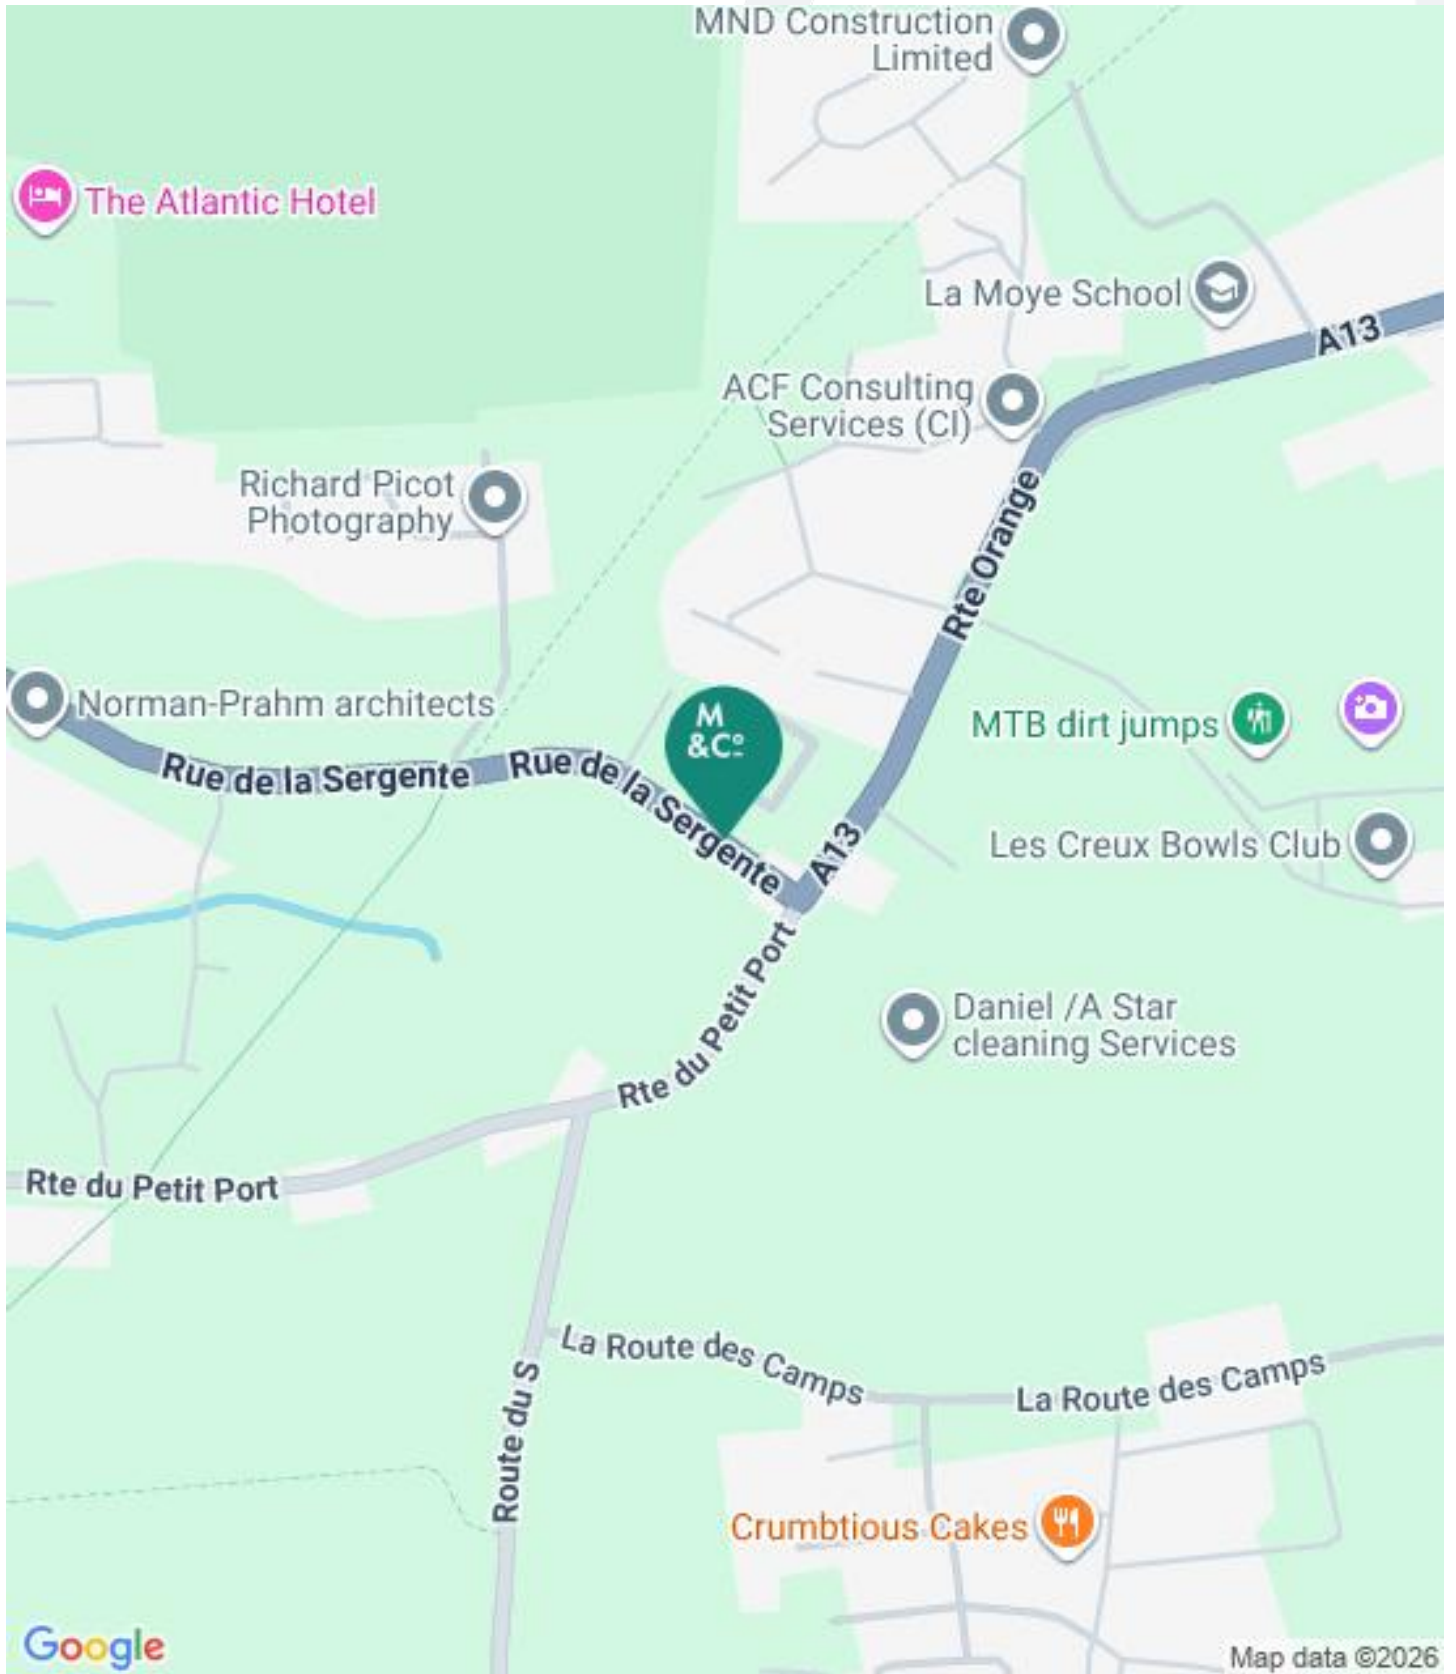 MND Construction
Limited
The Atlantic Hotel
La Moye School
A13
ACF Consulting
Services (CI)
Richard Picot
Photography
Rte Orange
Norman-Prahm architects
M
&Cº
MTB dirt jumps
Rue de la Sergente
Rue de la Sergente
A13
Les Creux Bowls Club
Rte du Petit Port
Daniel /A Star
cleaning Services
Rte du Petit Port
La Route des Camps
La Route des Camps
Route du S
Crumbtious Cakes
Google
Map data ©2026